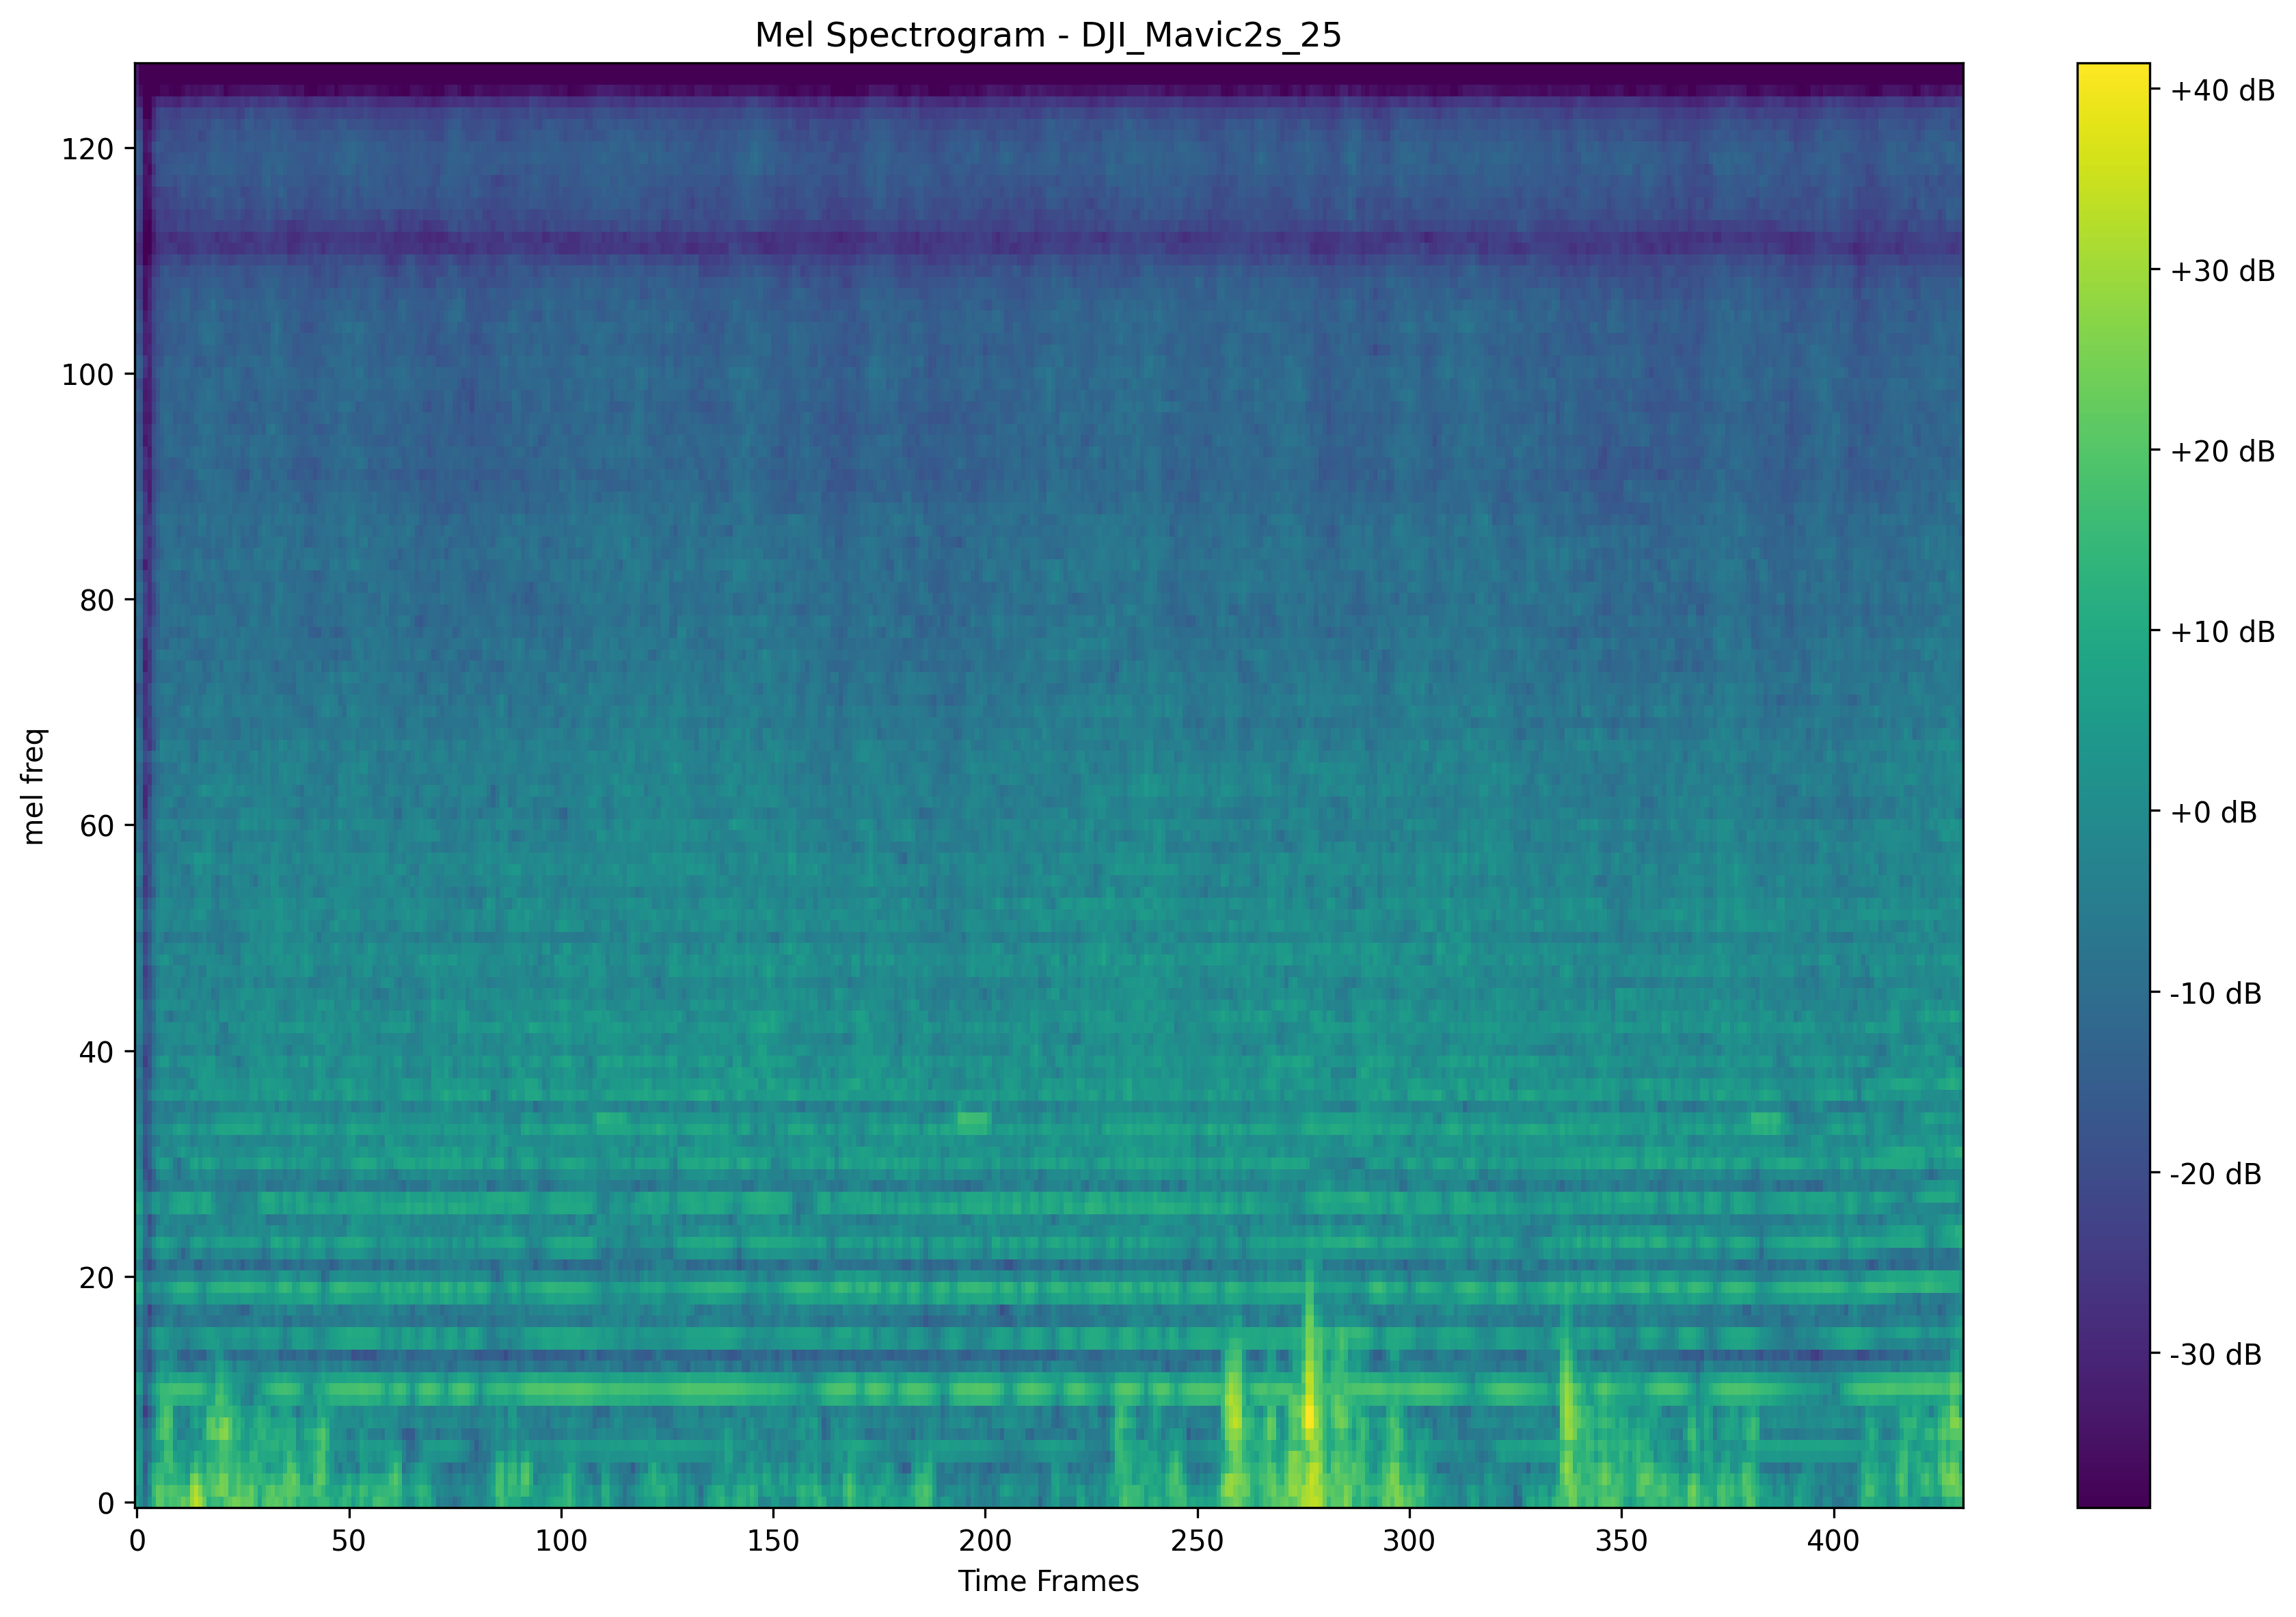 Mel Spectrogram - DJI_Mavic2s_25
mel freq
120
100
80
60
40
20
0
0 50 100 150 200 250 300 350 400
Time Frames
+40 dB
+30 dB
+20 dB
+10 dB
+0 dB
-10 dB
-20 dB
-30 dB